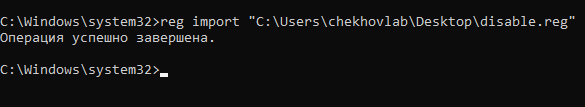 C:\Windows\system32>reg import "C:\Users\chekhovlab\Desktop\disable.reg"
Операция успешно завершена.
C:\Windows\system32>